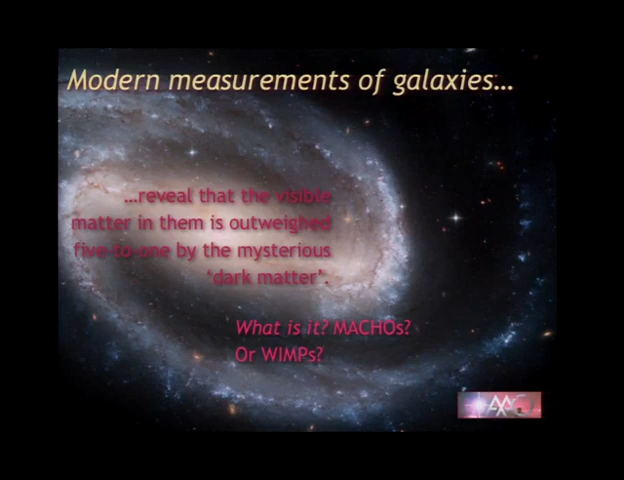 Modern measurements of galaxies…
…reveal that the visible
matter in them is outweighed
five-to-one by the mysterious
‘dark matter’.
What is it? MACHOs?
Or WIMPs?
AAO